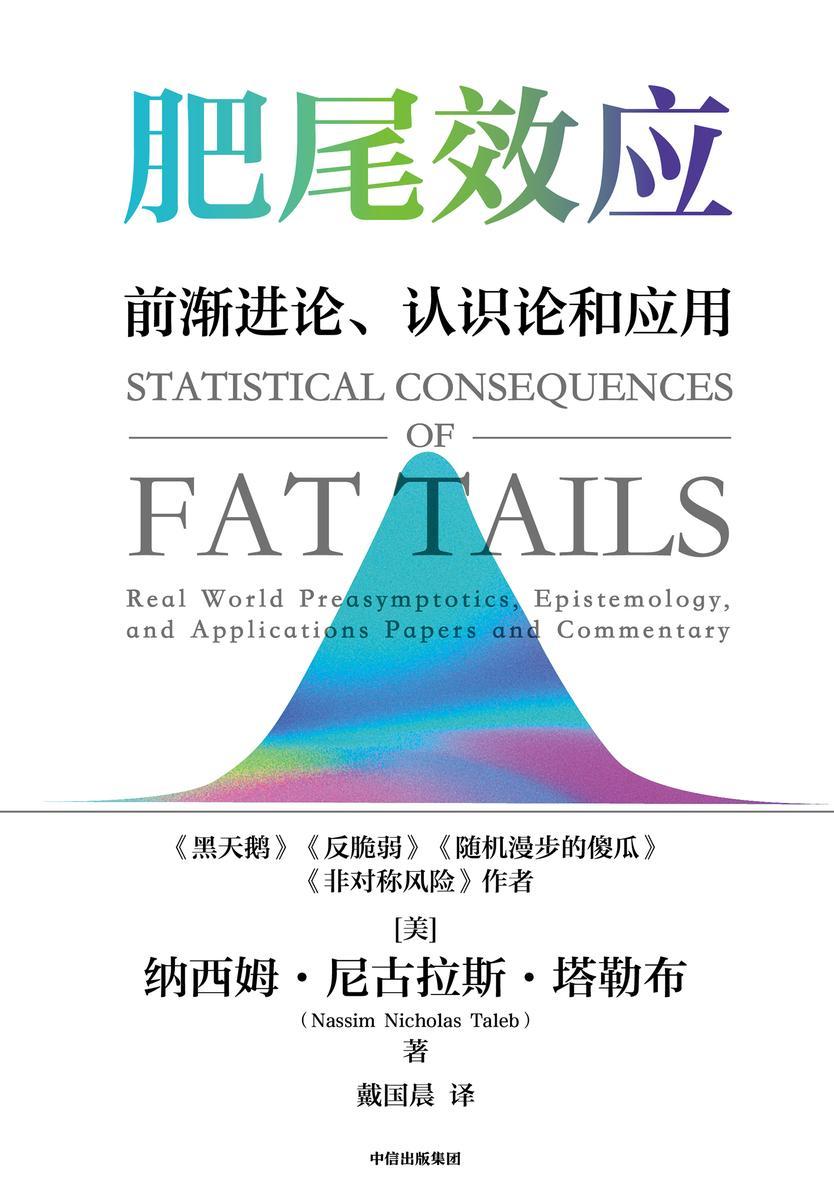 肥尾效应
前渐进论、认识论和应用
STATISTICAL CONSEQUENCES
OF
FAT TAILS
Real World Preasymptotics, Epistemology,
and Applications Papers and Commentary
《黑天鹅》《反脆弱》《随机漫步的傻瓜》
《非对称风险》作者
[美]
纳西姆·尼古拉斯·塔勒布
（Nassim Nicholas Taleb）
著
戴国晨 译
中信出版集团